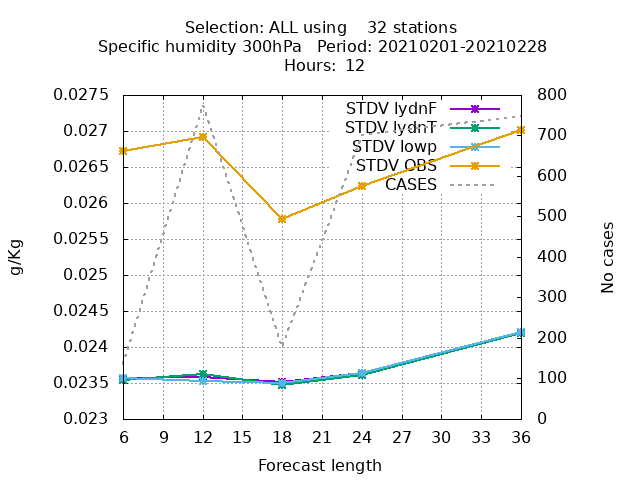 Selection: ALL using    32 stations
Specific humidity 300hPa   Period: 20210201-20210228
Hours: 12
STDV lydnF
STDV lydnT
STDV lowp
STDV OBS
CASES
g/Kg
0.0275
0.027
0.0265
0.026
0.0255
0.025
0.0245
0.024
0.0235
0.023
No cases
800
700
600
500
400
300
200
100
0
6 9 12 15 18 21 24 27 30 33 36
Forecast length